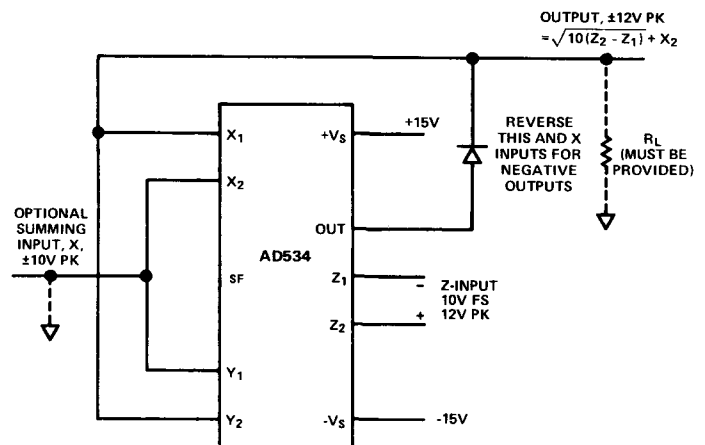 OUTPUT, ±12V PK
= √10(Z₂ - Z₁) + X₂
X₁
+Vₛ
+15V
REVERSE
THIS AND X
INPUTS FOR
NEGATIVE
OUTPUTS
R_L
(MUST BE
PROVIDED)
X₂
OPTIONAL
SUMMING
INPUT, X,
±10V PK
OUT
AD534
SF
Z₁
-
Z-INPUT
10V FS
12V PK
Z₂
+
Y₁
Y₂
-Vₛ
-15V